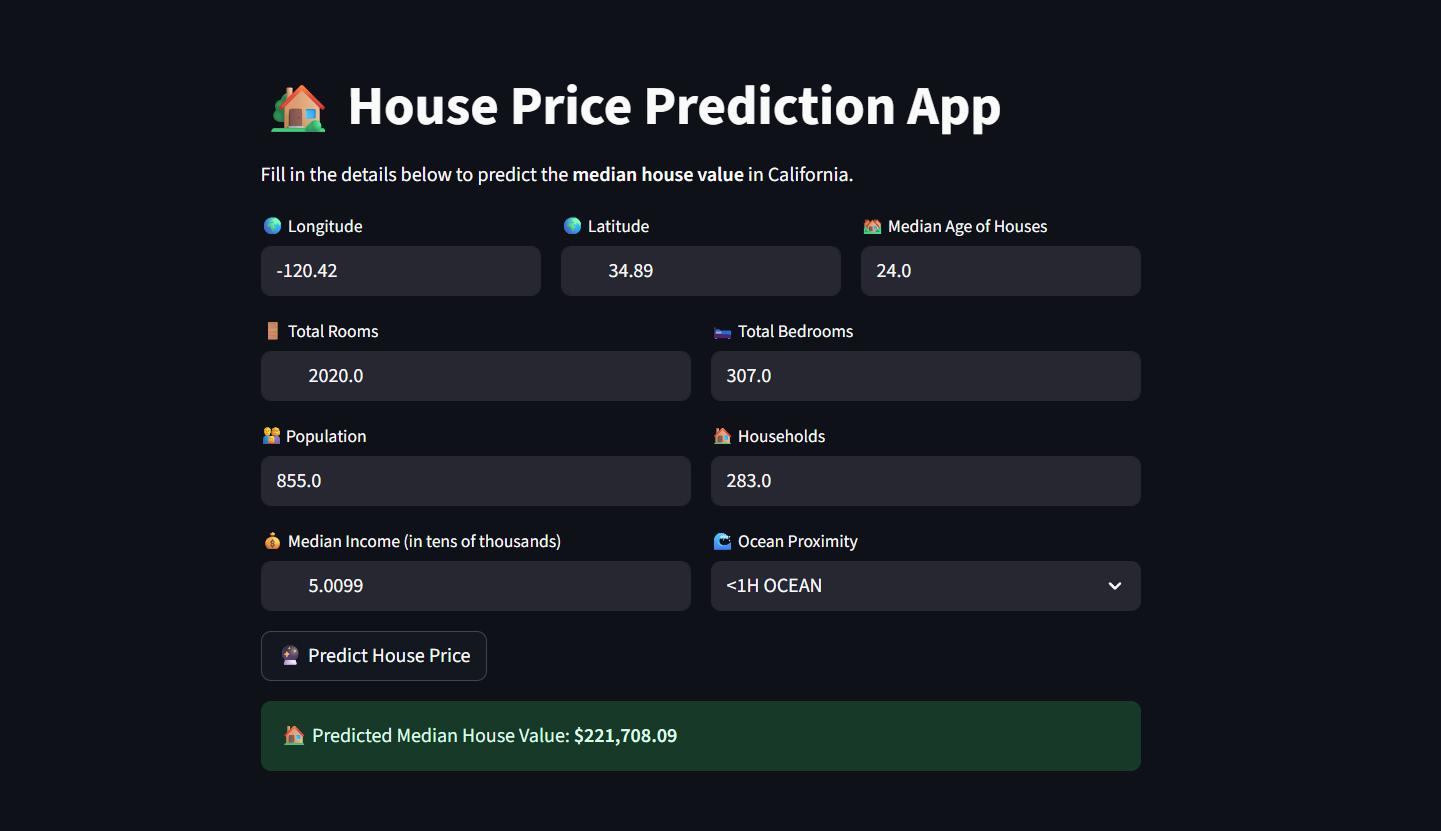 House Price Prediction App
Fill in the details below to predict the median house value in California.
Longitude
Latitude
Median Age of Houses
-120.42
34.89
24.0
Total Rooms
Total Bedrooms
2020.0
307.0
Population
Households
855.0
283.0
Median Income (in tens of thousands)
Ocean Proximity
5.0099
<1H OCEAN
Predict House Price
Predicted Median House Value: $221,708.09